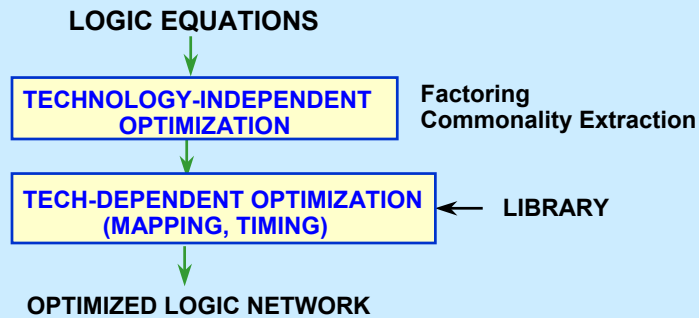 LOGIC EQUATIONS
TECHNOLOGY-INDEPENDENT
OPTIMIZATION
Factoring
Commonality Extraction
TECH-DEPENDENT OPTIMIZATION
(MAPPING, TIMING)
LIBRARY
OPTIMIZED LOGIC NETWORK